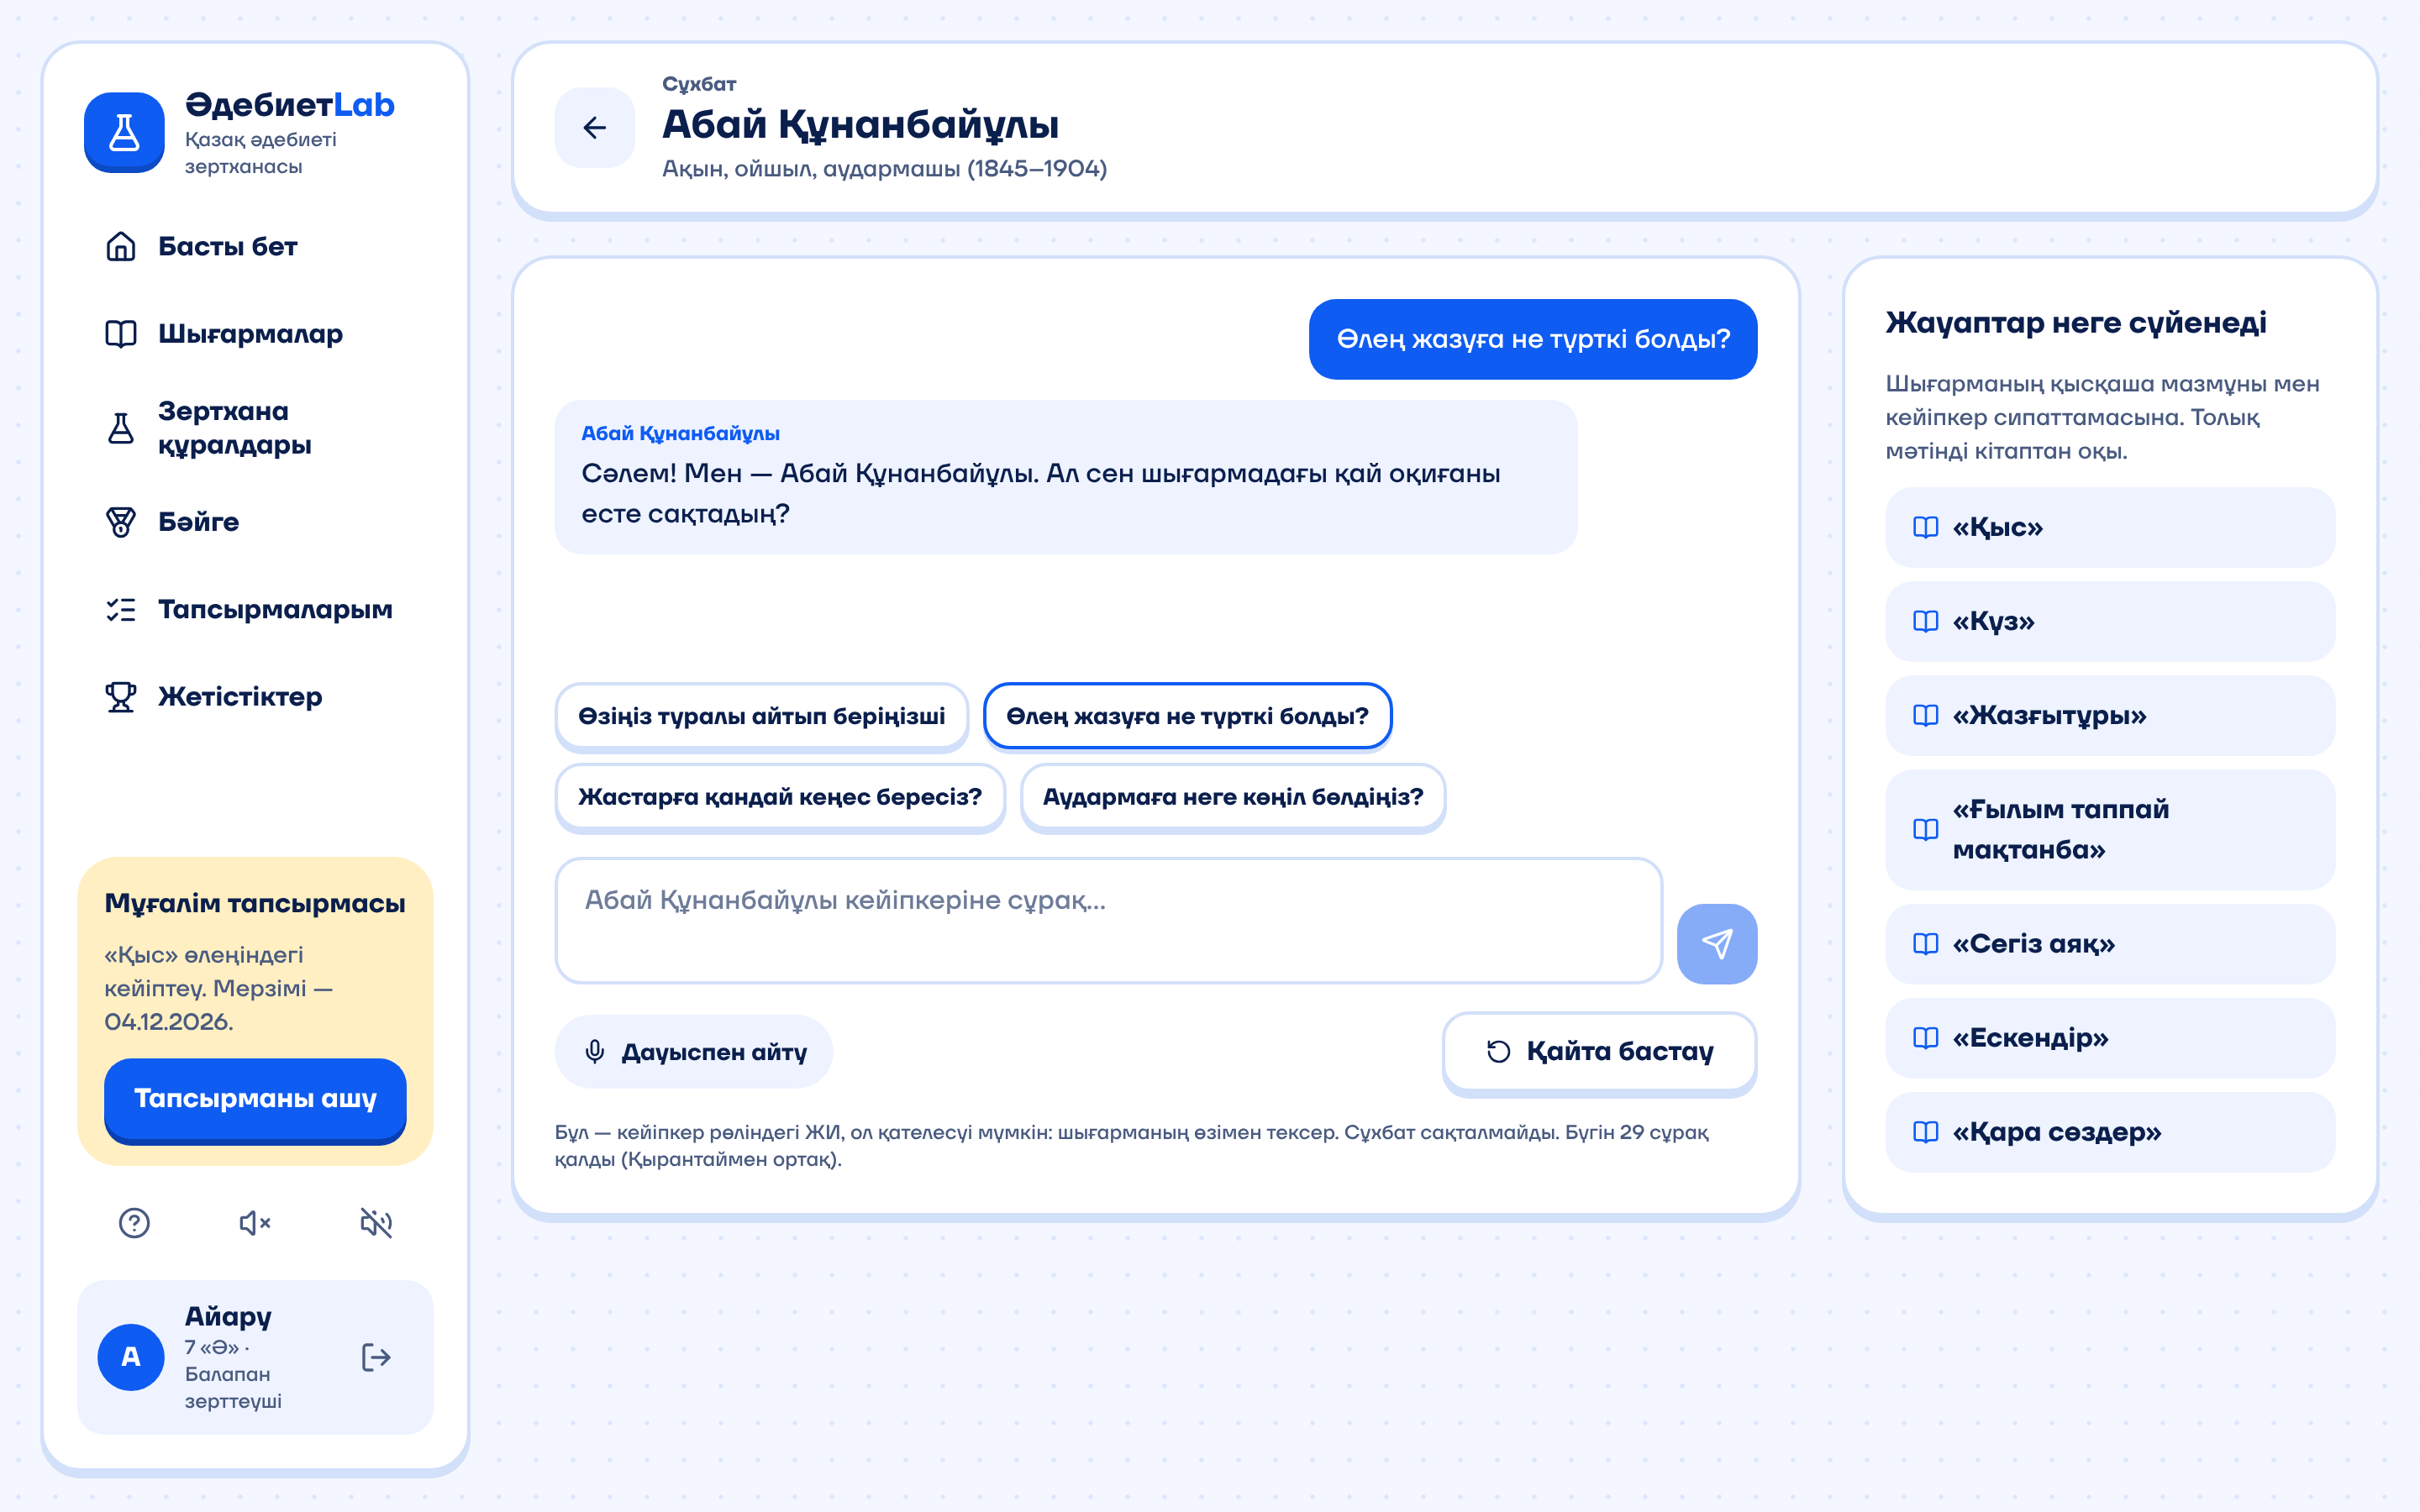 ӘдебиетLab
Қазақ әдебиеті
зертханасы
Басты бет
Шығармалар
Зертхана
құралдары
Бәйге
Тапсырмаларым
Жетістіктер
Мұғалім тапсырмасы
«Қыс» өлеңіндегі
кейіптеу. Мерзімі —
04.12.2026.
Тапсырманы ашу
А
Айару
7 «Ә» ·
Балапан
зерттеуші
Сұхбат
Абай Құнанбайұлы
Ақын, ойшыл, аудармашы (1845–1904)
Өлең жазуға не түрткі болды?
Абай Құнанбайұлы
Сәлем! Мен — Абай Құнанбайұлы. Ал сен шығармадағы қай оқиғаны
есте сақтадың?
Өзіңіз туралы айтып беріңізші
Өлең жазуға не түрткі болды?
Жастарға қандай кеңес бересіз?
Аудармаға неге көңіл бөлдіңіз?
Абай Құнанбайұлы кейіпкеріне сұрақ...
Дауыспен айту
Қайта бастау
Бұл — кейіпкер рөліндегі ЖИ, ол қателесуі мүмкін: шығарманың өзімен тексер. Сұхбат сақталмайды. Бүгін 29 сұрақ
қалды (Қырантаймен ортақ).
Жауаптар неге сүйенеді
Шығарманың қысқаша мазмұны мен
кейіпкер сипаттамасына. Толық
мәтінді кітаптан оқы.
«Қыс»
«Күз»
«Жазғытұры»
«Ғылым таппай
мақтанба»
«Сегіз аяқ»
«Ескендір»
«Қара сөздер»